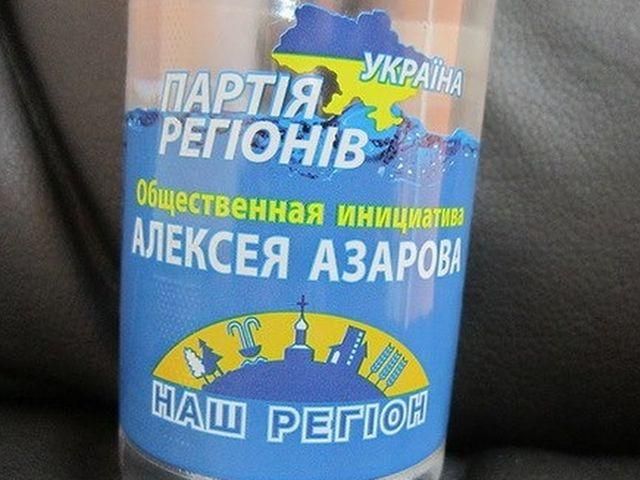 УКРАЇНА
ПАРТІЯ
РЕГІОНІВ
Общественная инициатива
АЛЕКСЕЯ АЗАРОВА
НАШ РЕГІОН